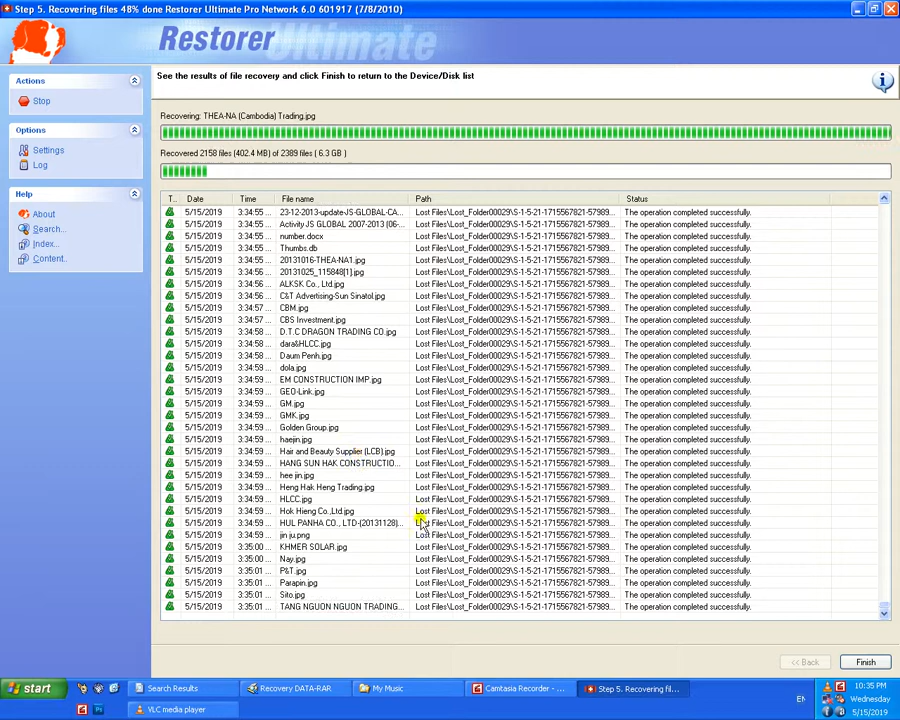 Step 5. Recovering files 48% done Restorer Ultimate Pro Network 6.0 601917 (7/8/2010)
Restorer Ultimate
Actions
Stop
Options
Settings
Log
Help
About
Search...
Index...
Content..
See the results of file recovery and click Finish to return to the Device/Disk list
Recovering: THEA-NA (Cambodia) Trading.jpg
Recovered 2158 files (402.4 MB) of 2389 files ( 6.3 GB )
T.. Date Time File name Path Status
5/15/2019 3:34:55 ... 23-12-2013-update-JS-GLOBAL-CA... Lost Files\Lost_Folder00029\S-1-5-21-1715567821-57989... The operation completed successfully.
5/15/2019 3:34:55 ... Activity JS GLOBAL 2007-2013 (06-... Lost Files\Lost_Folder00029\S-1-5-21-1715567821-57989... The operation completed successfully.
5/15/2019 3:34:55 ... number.docx Lost Files\Lost_Folder00029\S-1-5-21-1715567821-57989... The operation completed successfully.
5/15/2019 3:34:55 ... Thumbs.db Lost Files\Lost_Folder00029\S-1-5-21-1715567821-57989... The operation completed successfully.
5/15/2019 3:34:55 ... 20131016-THEA-NA1.jpg Lost Files\Lost_Folder00029\S-1-5-21-1715567821-57989... The operation completed successfully.
5/15/2019 3:34:55 ... 20131025_115848[1].jpg Lost Files\Lost_Folder00029\S-1-5-21-1715567821-57989... The operation completed successfully.
5/15/2019 3:34:56 ... ALKSK Co., Ltd.jpg Lost Files\Lost_Folder00029\S-1-5-21-1715567821-57989... The operation completed successfully.
5/15/2019 3:34:56 ... C&T Advertising-Sun Sinatol.jpg Lost Files\Lost_Folder00029\S-1-5-21-1715567821-57989... The operation completed successfully.
5/15/2019 3:34:57 ... CBM.jpg Lost Files\Lost_Folder00029\S-1-5-21-1715567821-57989... The operation completed successfully.
5/15/2019 3:34:57 ... CBS Investment.jpg Lost Files\Lost_Folder00029\S-1-5-21-1715567821-57989... The operation completed successfully.
5/15/2019 3:34:58 ... D.T.C DRAGON TRADING CO.jpg Lost Files\Lost_Folder00029\S-1-5-21-1715567821-57989... The operation completed successfully.
5/15/2019 3:34:58 ... dara&HLCC.jpg Lost Files\Lost_Folder00029\S-1-5-21-1715567821-57989... The operation completed successfully.
5/15/2019 3:34:58 ... Daum Penh.jpg Lost Files\Lost_Folder00029\S-1-5-21-1715567821-57989... The operation completed successfully.
5/15/2019 3:34:59 ... dola.jpg Lost Files\Lost_Folder00029\S-1-5-21-1715567821-57989... The operation completed successfully.
5/15/2019 3:34:59 ... EM CONSTRUCTION IMP.jpg Lost Files\Lost_Folder00029\S-1-5-21-1715567821-57989... The operation completed successfully.
5/15/2019 3:34:59 ... GEO-Link.jpg Lost Files\Lost_Folder00029\S-1-5-21-1715567821-57989... The operation completed successfully.
5/15/2019 3:34:59 ... GM.jpg Lost Files\Lost_Folder00029\S-1-5-21-1715567821-57989... The operation completed successfully.
5/15/2019 3:34:59 ... GMK.jpg Lost Files\Lost_Folder00029\S-1-5-21-1715567821-57989... The operation completed successfully.
5/15/2019 3:34:59 ... Golden Group.jpg Lost Files\Lost_Folder00029\S-1-5-21-1715567821-57989... The operation completed successfully.
5/15/2019 3:34:59 ... haejin.jpg Lost Files\Lost_Folder00029\S-1-5-21-1715567821-57989... The operation completed successfully.
5/15/2019 3:34:59 ... Hair and Beauty Supplier (LCB).jpg Lost Files\Lost_Folder00029\S-1-5-21-1715567821-57989... The operation completed successfully.
5/15/2019 3:34:59 ... HANG SUN HAK CONSTRUCTIO... Lost Files\Lost_Folder00029\S-1-5-21-1715567821-57989... The operation completed successfully.
5/15/2019 3:34:59 ... hee jin.jpg Lost Files\Lost_Folder00029\S-1-5-21-1715567821-57989... The operation completed successfully.
5/15/2019 3:34:59 ... Heng Hak Heng Trading.jpg Lost Files\Lost_Folder00029\S-1-5-21-1715567821-57989... The operation completed successfully.
5/15/2019 3:34:59 ... HLCC.jpg Lost Files\Lost_Folder00029\S-1-5-21-1715567821-57989... The operation completed successfully.
5/15/2019 3:34:59 ... Hok Hieng Co.,Ltd.jpg Lost Files\Lost_Folder00029\S-1-5-21-1715567821-57989... The operation completed successfully.
5/15/2019 3:34:59 ... HUL PANHA CO., LTD-(20131128)... Lost Files\Lost_Folder00029\S-1-5-21-1715567821-57989... The operation completed successfully.
5/15/2019 3:34:59 ... jin ju.png Lost Files\Lost_Folder00029\S-1-5-21-1715567821-57989... The operation completed successfully.
5/15/2019 3:35:00 ... KHMER SOLAR.jpg Lost Files\Lost_Folder00029\S-1-5-21-1715567821-57989... The operation completed successfully.
5/15/2019 3:35:01 ... Nay.jpg Lost Files\Lost_Folder00029\S-1-5-21-1715567821-57989... The operation completed successfully.
5/15/2019 3:35:01 ... P&T.jpg Lost Files\Lost_Folder00029\S-1-5-21-1715567821-57989... The operation completed successfully.
5/15/2019 3:35:01 ... Parapin.jpg Lost Files\Lost_Folder00029\S-1-5-21-1715567821-57989... The operation completed successfully.
5/15/2019 3:35:01 ... Sito.jpg Lost Files\Lost_Folder00029\S-1-5-21-1715567821-57989... The operation completed successfully.
5/15/2019 3:35:01 ... TANG NGUON NGUON TRADING... Lost Files\Lost_Folder00029\S-1-5-21-1715567821-57989... The operation completed successfully.
<< Back Finish
start Search Results Recovery DATA-RAR My Music Camtasia Recorder - ... Step 5. Recovering fil... EN 10:35 PM
VLC media player Wednesday
5/15/2019